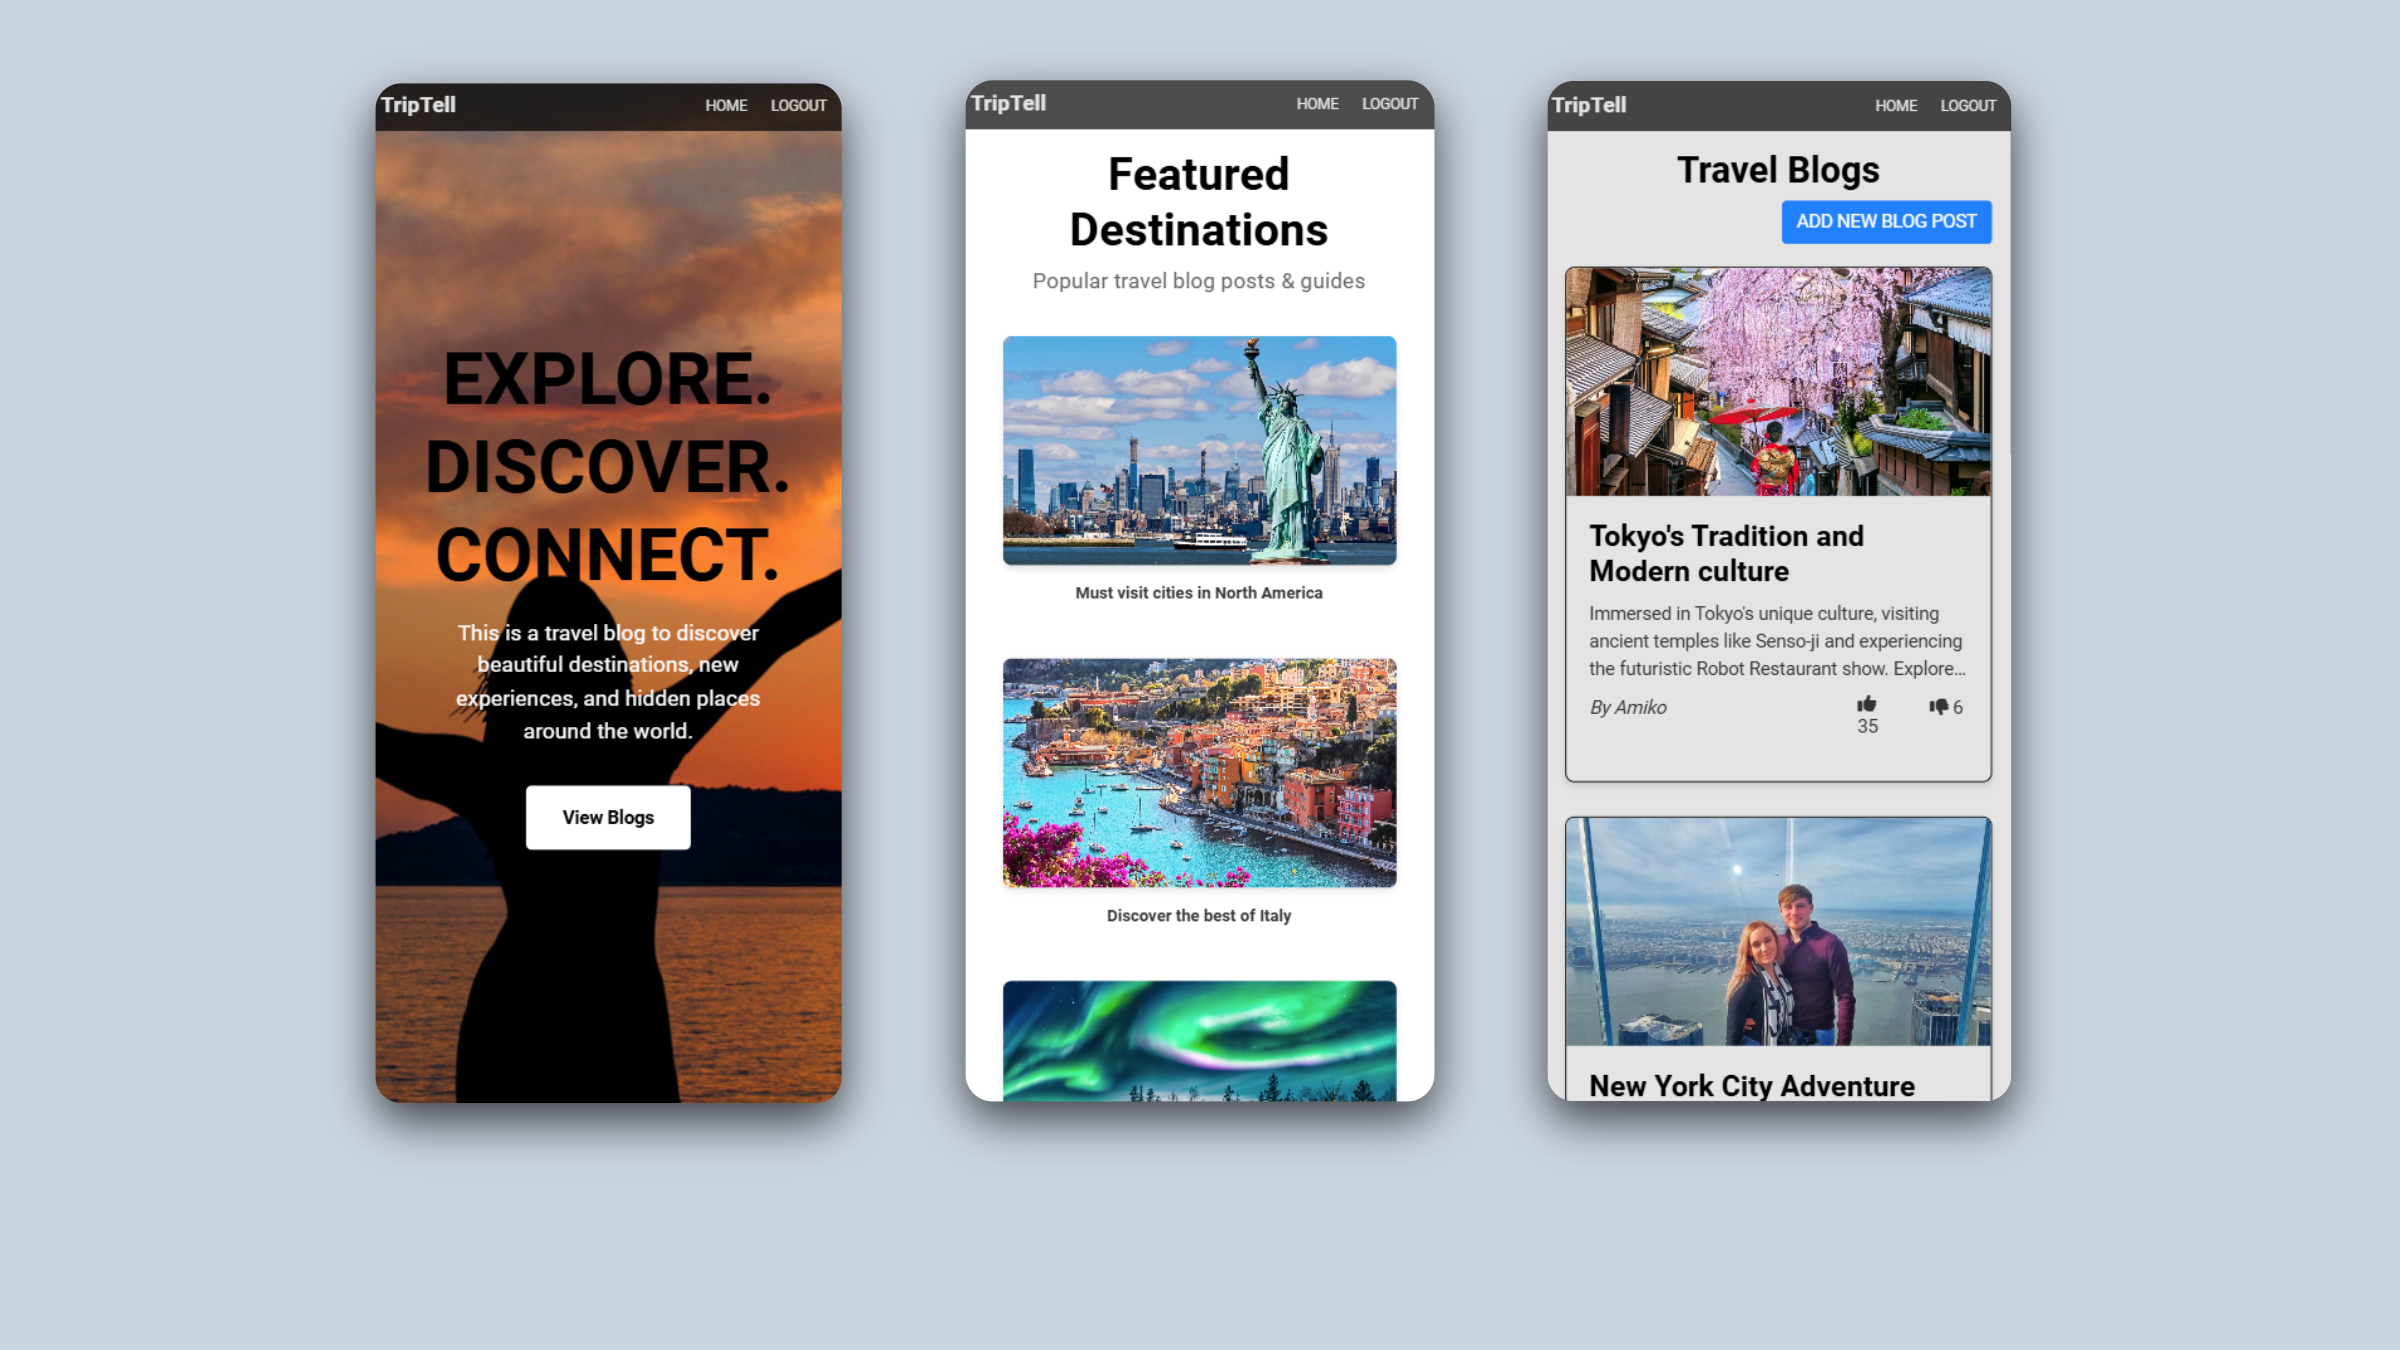 TripTell
HOME LOGOUT
EXPLORE.
DISCOVER.
CONNECT.
This is a travel blog to discover
beautiful destinations, new
experiences, and hidden places
around the world.
View Blogs
TripTell
HOME LOGOUT
Featured
Destinations
Popular travel blog posts & guides
Must visit cities in North America
Discover the best of Italy
TripTell
HOME LOGOUT
Travel Blogs
ADD NEW BLOG POST
Tokyo's Tradition and
Modern culture
Immersed in Tokyo's unique culture, visiting
ancient temples like Senso-ji and experiencing
the futuristic Robot Restaurant show. Explore...
By Amiko
35
6
New York City Adventure